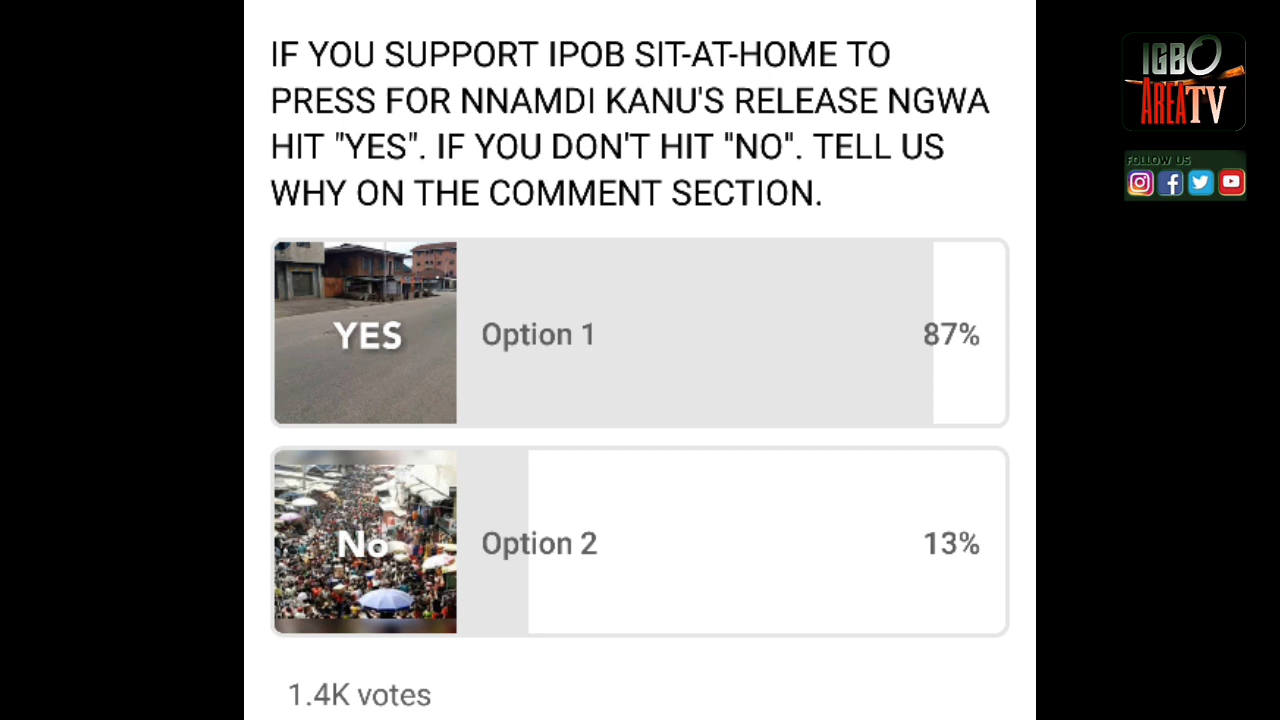 IF YOU SUPPORT IPOB SIT-AT-HOME TO
PRESS FOR NNAMDI KANU'S RELEASE NGWA
HIT "YES". IF YOU DON'T HIT "NO". TELL US
WHY ON THE COMMENT SECTION.
YES
Option 1
87%
No
Option 2
13%
1.4K votes
IGBO
AREA TV
FOLLOW US